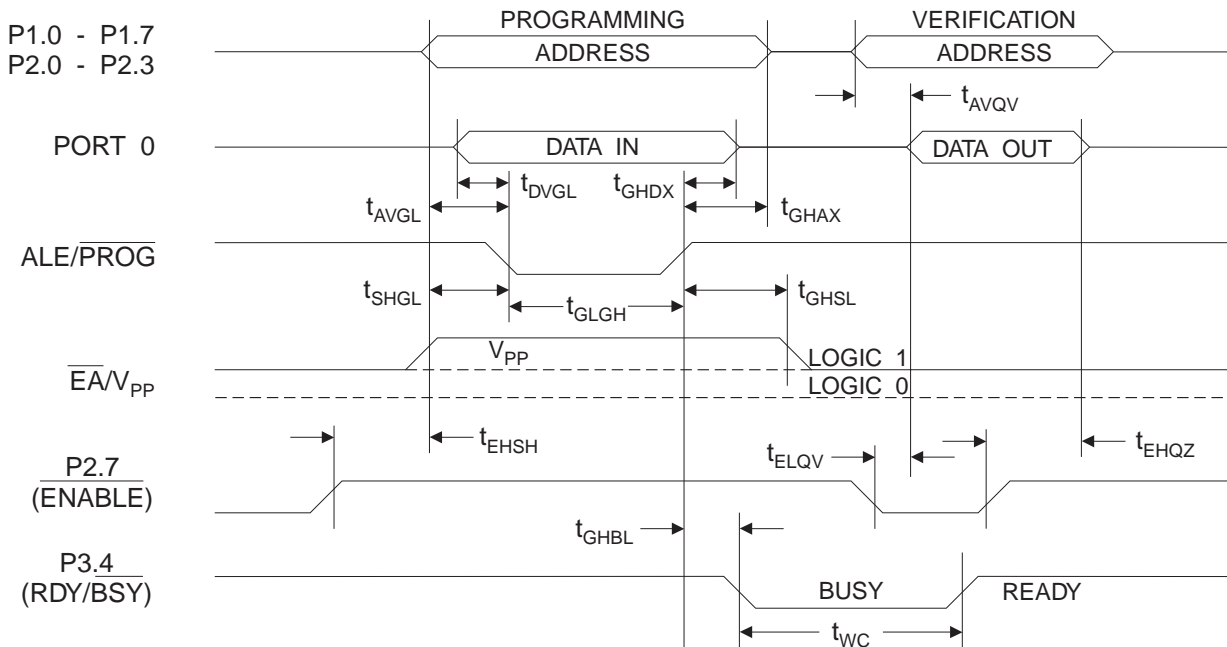 PROGRAMMING
VERIFICATION
P1.0 - P1.7
P2.0 - P2.3
ADDRESS
ADDRESS
tAVQV
PORT 0
DATA IN
DATA OUT
tDVGL
tGHDX
tAVGL
tGHAX
ALE/PROG
tSHGL
tGLGH
tGHSL
VPP
LOGIC 1
EA/VPP
LOGIC 0
tEHSH
tELQV
tEHQZ
P2.7
(ENABLE)
tGHBL
P3.4
(RDY/BSY)
BUSY
READY
tWC